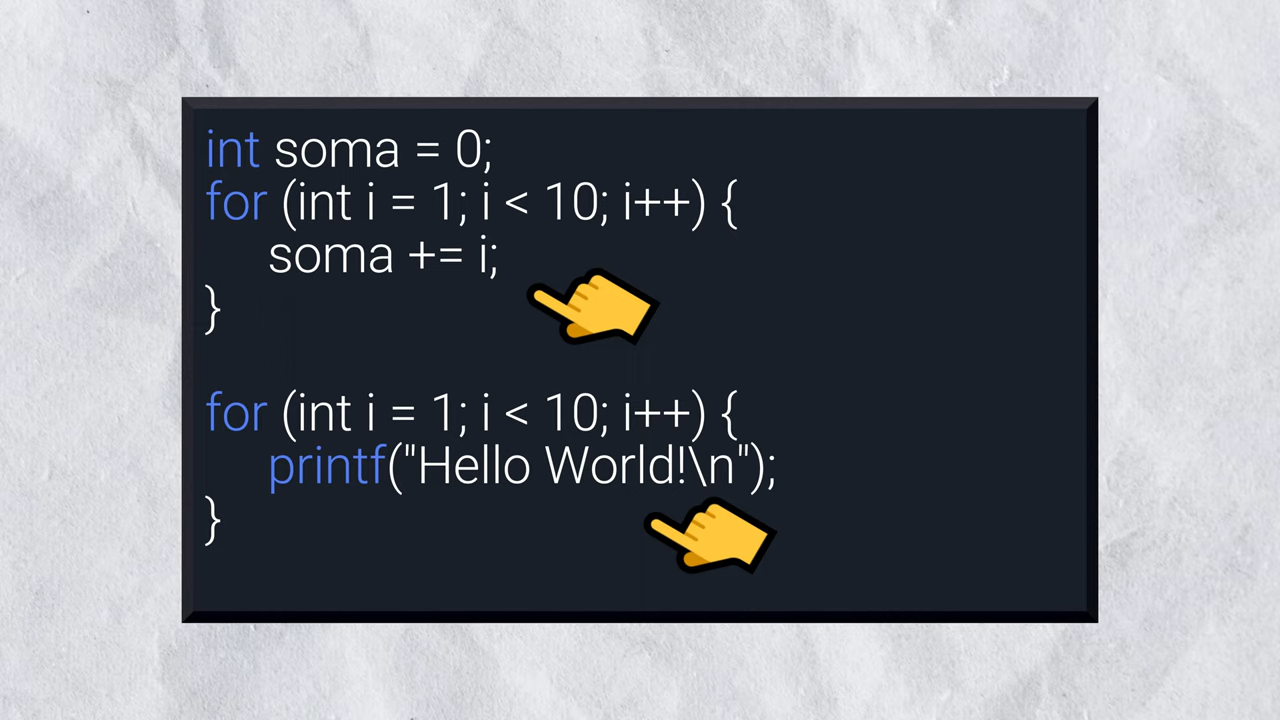 int soma = 0;
for (int i = 1; i < 10; i++) {
soma += i;
}
for (int i = 1; i < 10; i++) {
printf("Hello World!\n");
}